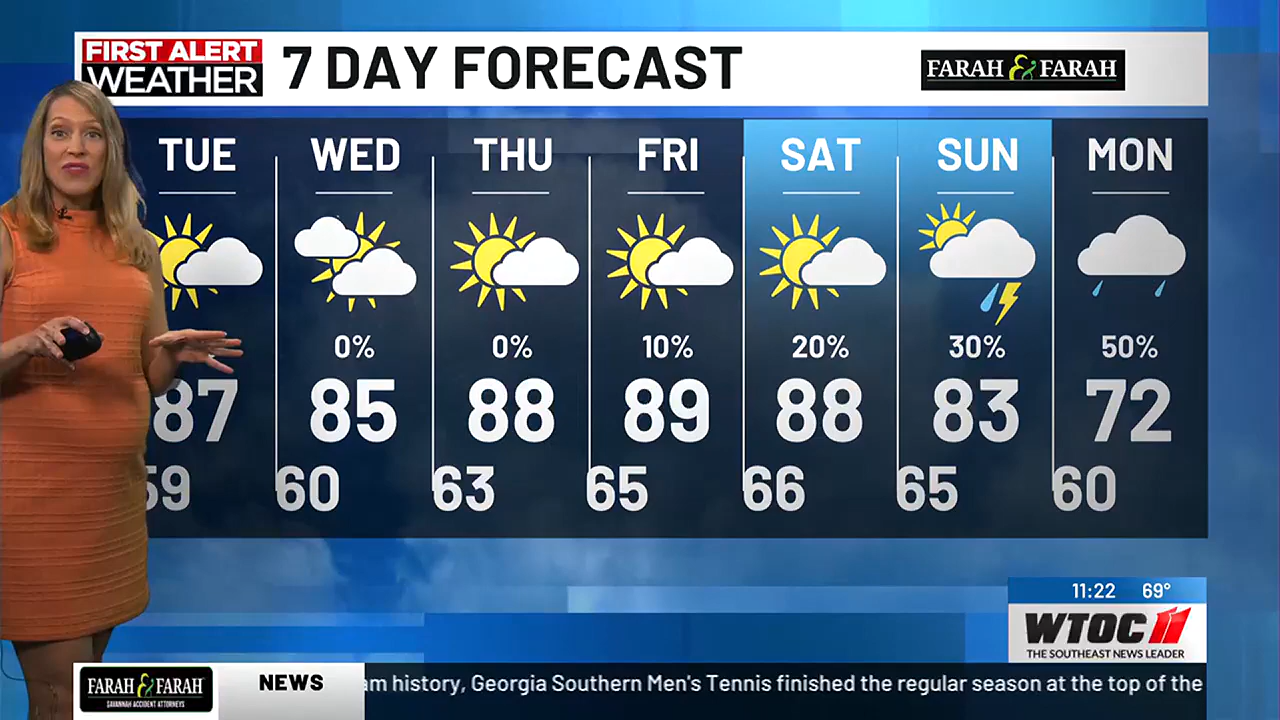 FIRST ALERT
WEATHER
7 DAY FORECAST
FARAH & FARAH
TUE WED THU FRI SAT SUN MON
0% 0% 10% 20% 30% 50%
87 85 88 89 88 83 72
59 60 63 65 66 65 60
11:22 69°
WTOC 11
THE SOUTHEAST NEWS LEADER
FARAH & FARAH
SAVANNAH ACCIDENT ATTORNEYS
NEWS
am history, Georgia Southern Men's Tennis finished the regular season at the top of the